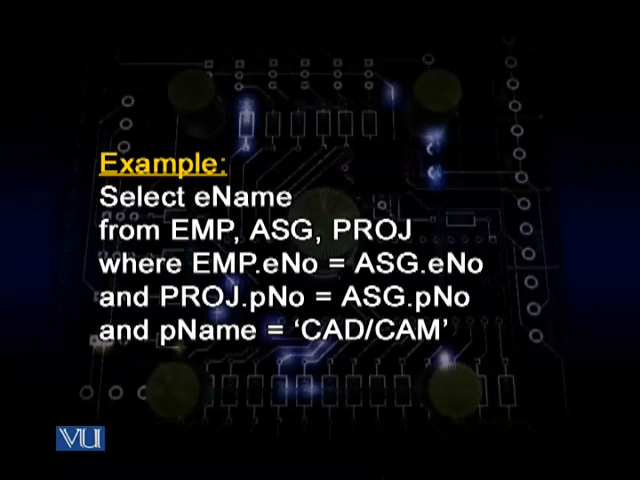 Example:
Select eName
from EMP, ASG, PROJ
where EMP.eNo = ASG.eNo
and PROJ.pNo = ASG.pNo
and pName = ‘CAD/CAM’
VU